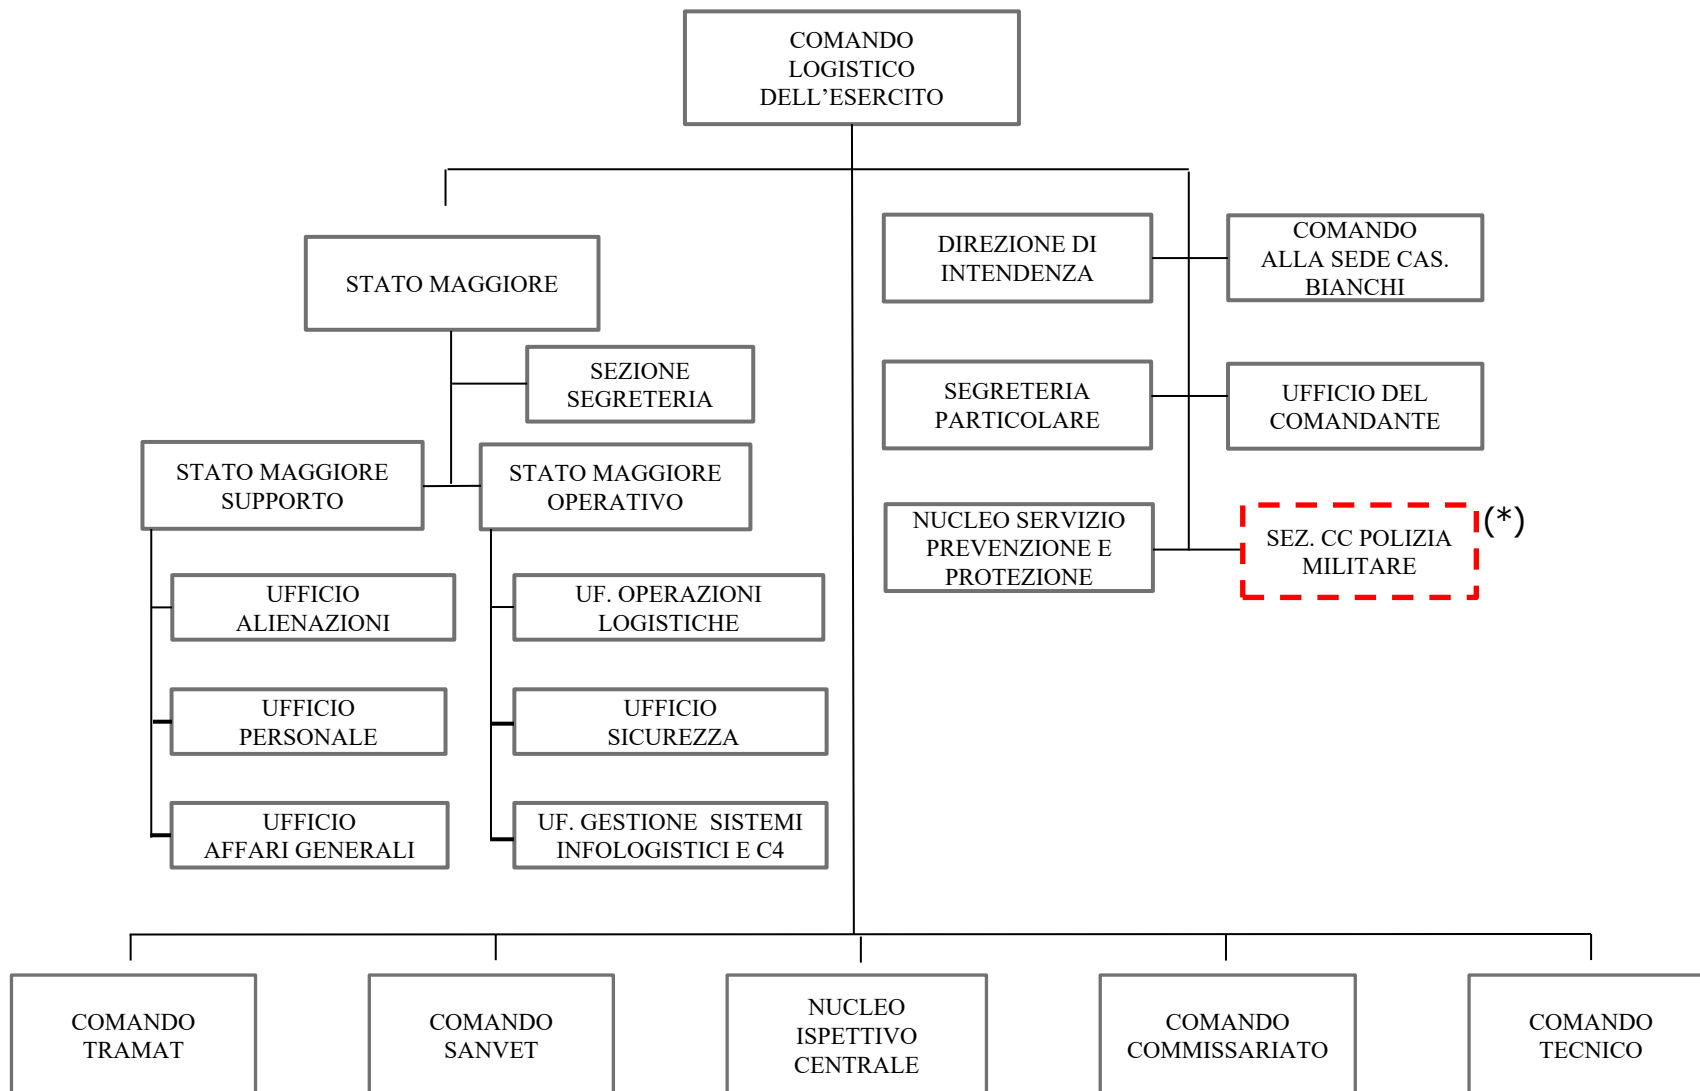 COMANDO
LOGISTICO
DELL’ESERCITO
STATO MAGGIORE
DIREZIONE DI
INTENDENZA
COMANDO
ALLA SEDE CAS.
BIANCHI
SEZIONE
SEGRETERIA
SEGRETERIA
PARTICOLARE
UFFICIO DEL
COMANDANTE
STATO MAGGIORE
SUPPORTO
STATO MAGGIORE
OPERATIVO
NUCLEO SERVIZIO
PREVENZIONE E
PROTEZIONE
SEZ. CC POLIZIA
MILITARE
(*)
UFFICIO
ALIENAZIONI
UF. OPERAZIONI
LOGISTICHE
UFFICIO
PERSONALE
UFFICIO
SICUREZZA
UFFICIO
AFFARI GENERALI
UF. GESTIONE  SISTEMI
INFOLOGISTICI E C4
COMANDO
TRAMAT
COMANDO
SANVET
NUCLEO
ISPETTIVO
CENTRALE
COMANDO
COMMISSARIATO
COMANDO
TECNICO